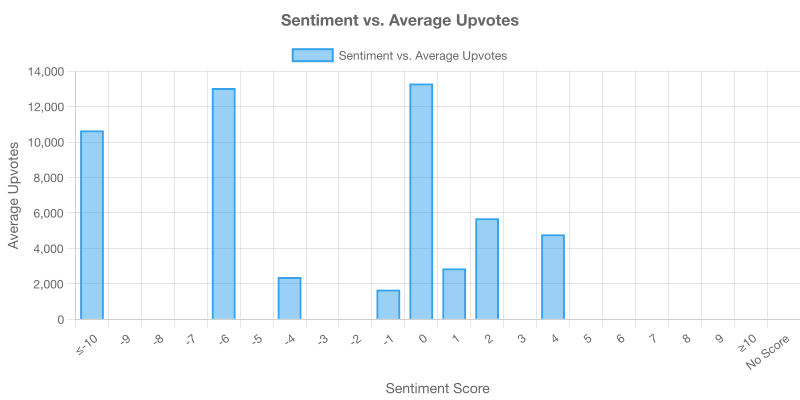 Sentiment vs. Average Upvotes
Sentiment vs. Average Upvotes
Average Upvotes
14,000
12,000
10,000
8,000
6,000
4,000
2,000
0
≤-10 -9 -8 -7 -6 -5 -4 -3 -2 -1 0 1 2 3 4 5 6 7 8 9 ≥10 No Score
Sentiment Score